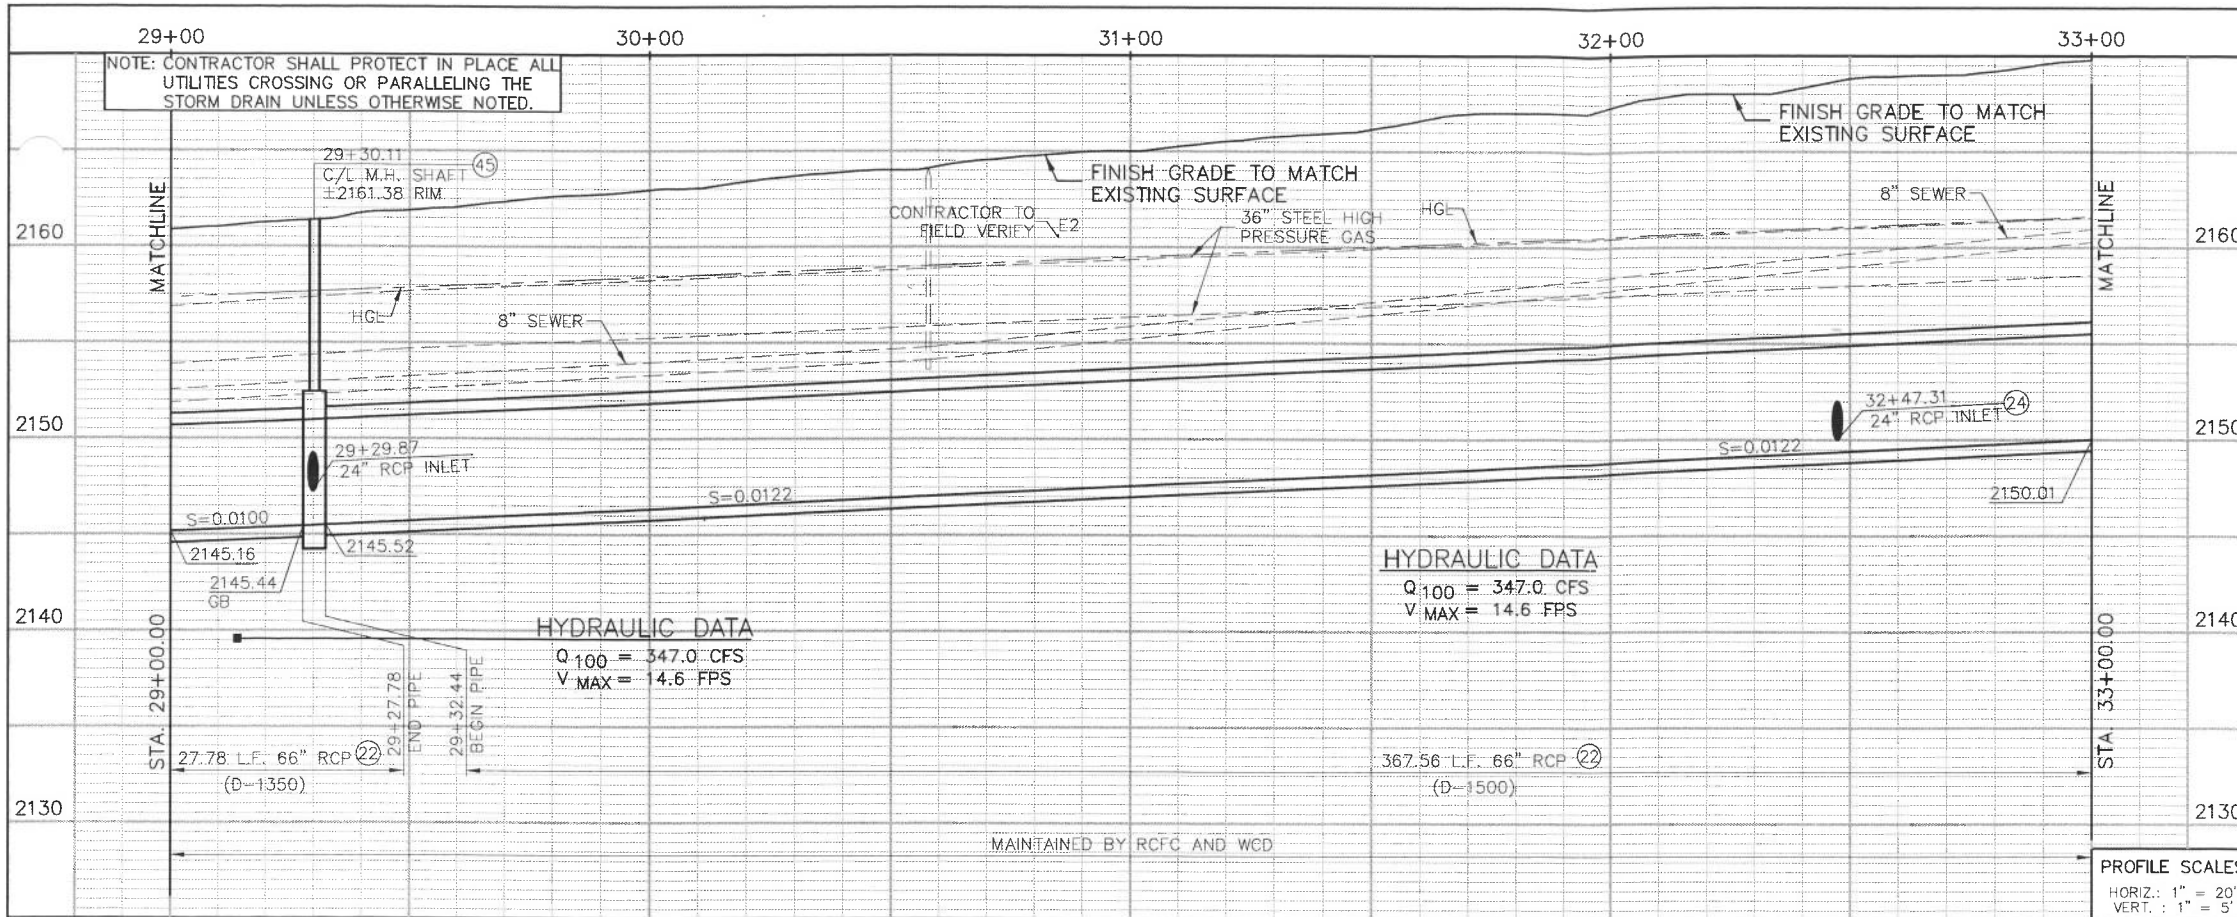 29+00
30+00
31+00
32+00
33+00
NOTE: CONTRACTOR SHALL PROTECT IN PLACE ALL
UTILITIES CROSSING OR PARALLELING THE
STORM DRAIN UNLESS OTHERWISE NOTED.
FINISH GRADE TO MATCH
EXISTING SURFACE
29+30.11
C/L M.H. SHAFT 45
±2161.38 RIM
FINISH GRADE TO MATCH
EXISTING SURFACE
MATCHLINE
MATCHLINE
8" SEWER
HGL
CONTRACTOR TO
FIELD VERIFY
E2
36" STEEL HIGH
PRESSURE GAS
2160
2160
HGL
8" SEWER
32+47.31 24
24" RCP INLET
2150
2150
29+29.87
24" RCP INLET
S=0.0122
S=0.0122
2150.01
S=0.0100
2145.16
2145.52
2145.44
GB
HYDRAULIC DATA
Q100 = 347.0 CFS
VMAX = 14.6 FPS
2140
2140
HYDRAULIC DATA
Q100 = 347.0 CFS
VMAX = 14.6 FPS
STA. 29+00.00
29+27.78
END PIPE
29+32.44
BEGIN PIPE
STA. 33+00.00
27.78 L.F. 66" RCP 22
(D-1350)
367.56 L.F. 66" RCP 22
(D-1500)
2130
2130
MAINTAINED BY RCFC AND WCD
PROFILE SCALES
HORIZ.: 1" = 20'
VERT. : 1" = 5'